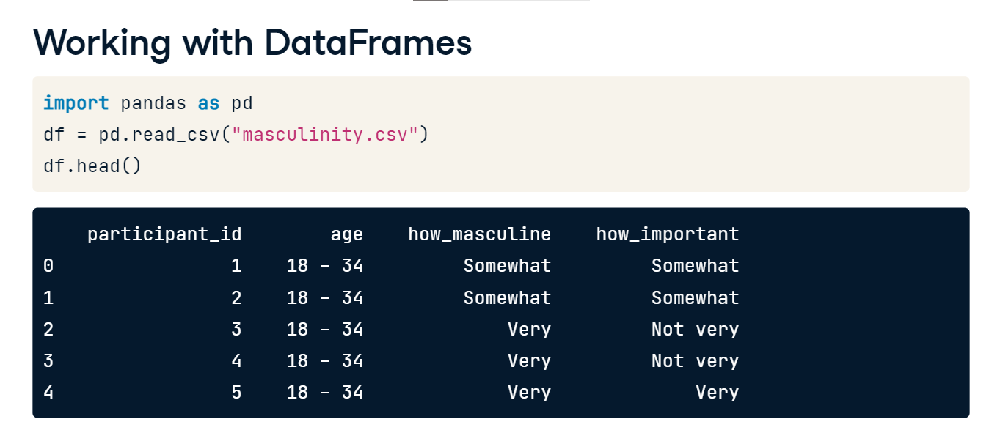 Working with DataFrames
import pandas as pd
df = pd.read_csv("masculinity.csv")
df.head()
participant_id age how_masculine how_important
0 1 18 - 34 Somewhat Somewhat
1 2 18 - 34 Somewhat Somewhat
2 3 18 - 34 Very Not very
3 4 18 - 34 Very Not very
4 5 18 - 34 Very Very